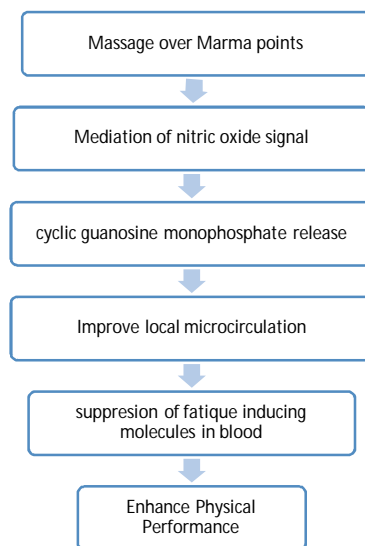 Massage over Marma points
Mediation of nitric oxide signal
cyclic guanosine monophosphate release
Improve local microcirculation
suppresion of fatique inducing
molecules in blood
Enhance Physical
Performance